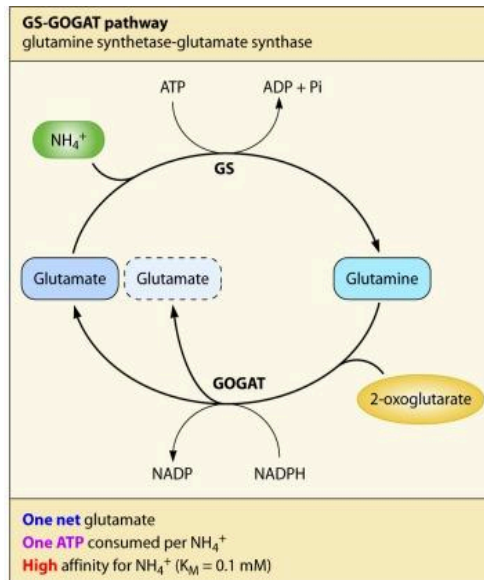 GS-GOGAT pathway
glutamine synthetase-glutamate synthase
ATP
ADP + Pi
NH₄⁺
GS
Glutamate
Glutamate
Glutamine
GOGAT
2-oxoglutarate
NADP
NADPH
One net glutamate
One ATP consumed per NH₄⁺
High affinity for NH₄⁺ (Kᴍ = 0.1 mM)